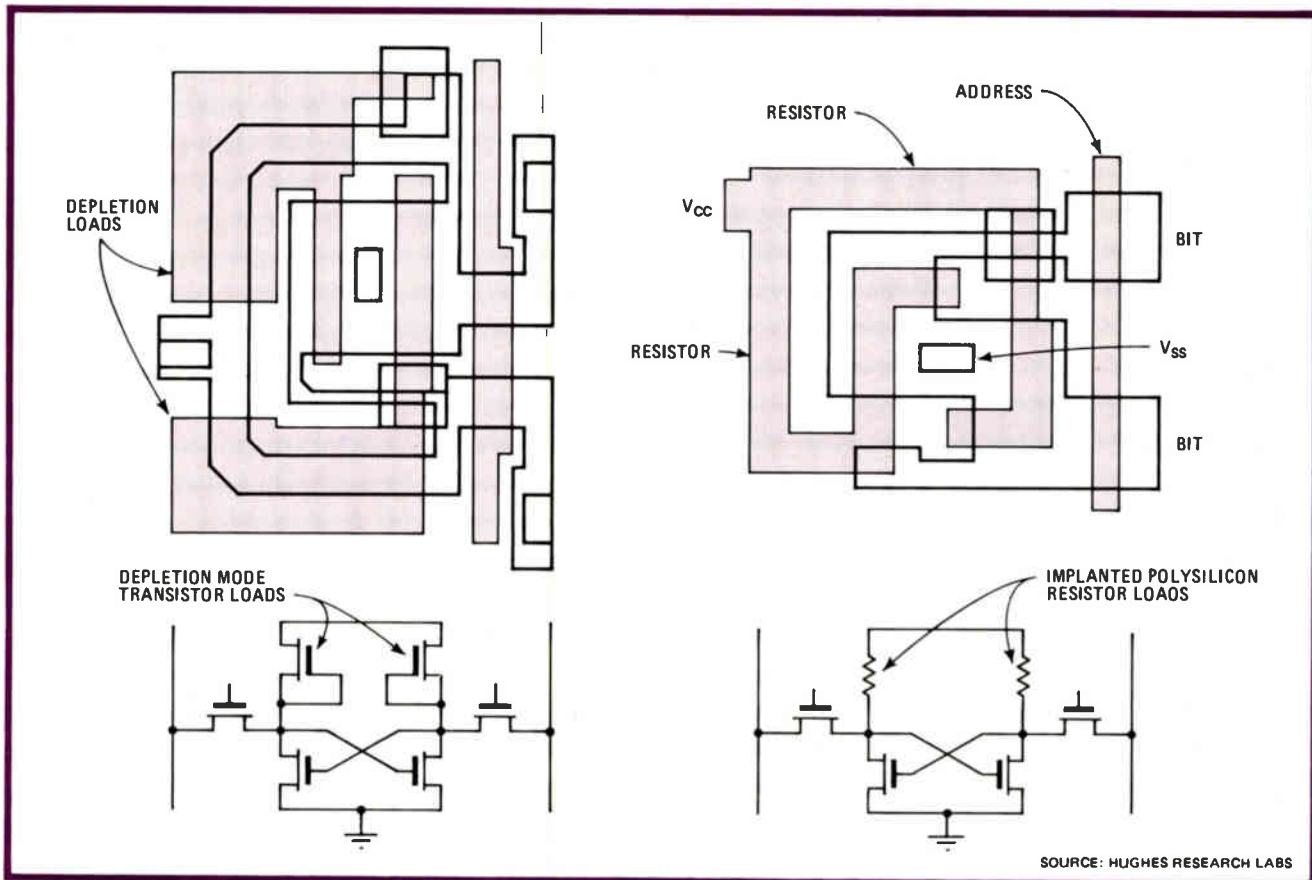 DEPLETION
LOADS
DEPLETION MODE
TRANSISTOR LOADS
RESISTOR
ADDRESS
VCC
BIT
RESISTOR
VSS
BIT
IMPLANTED POLYSILICON
RESISTOR LOADS
SOURCE: HUGHES RESEARCH LABS